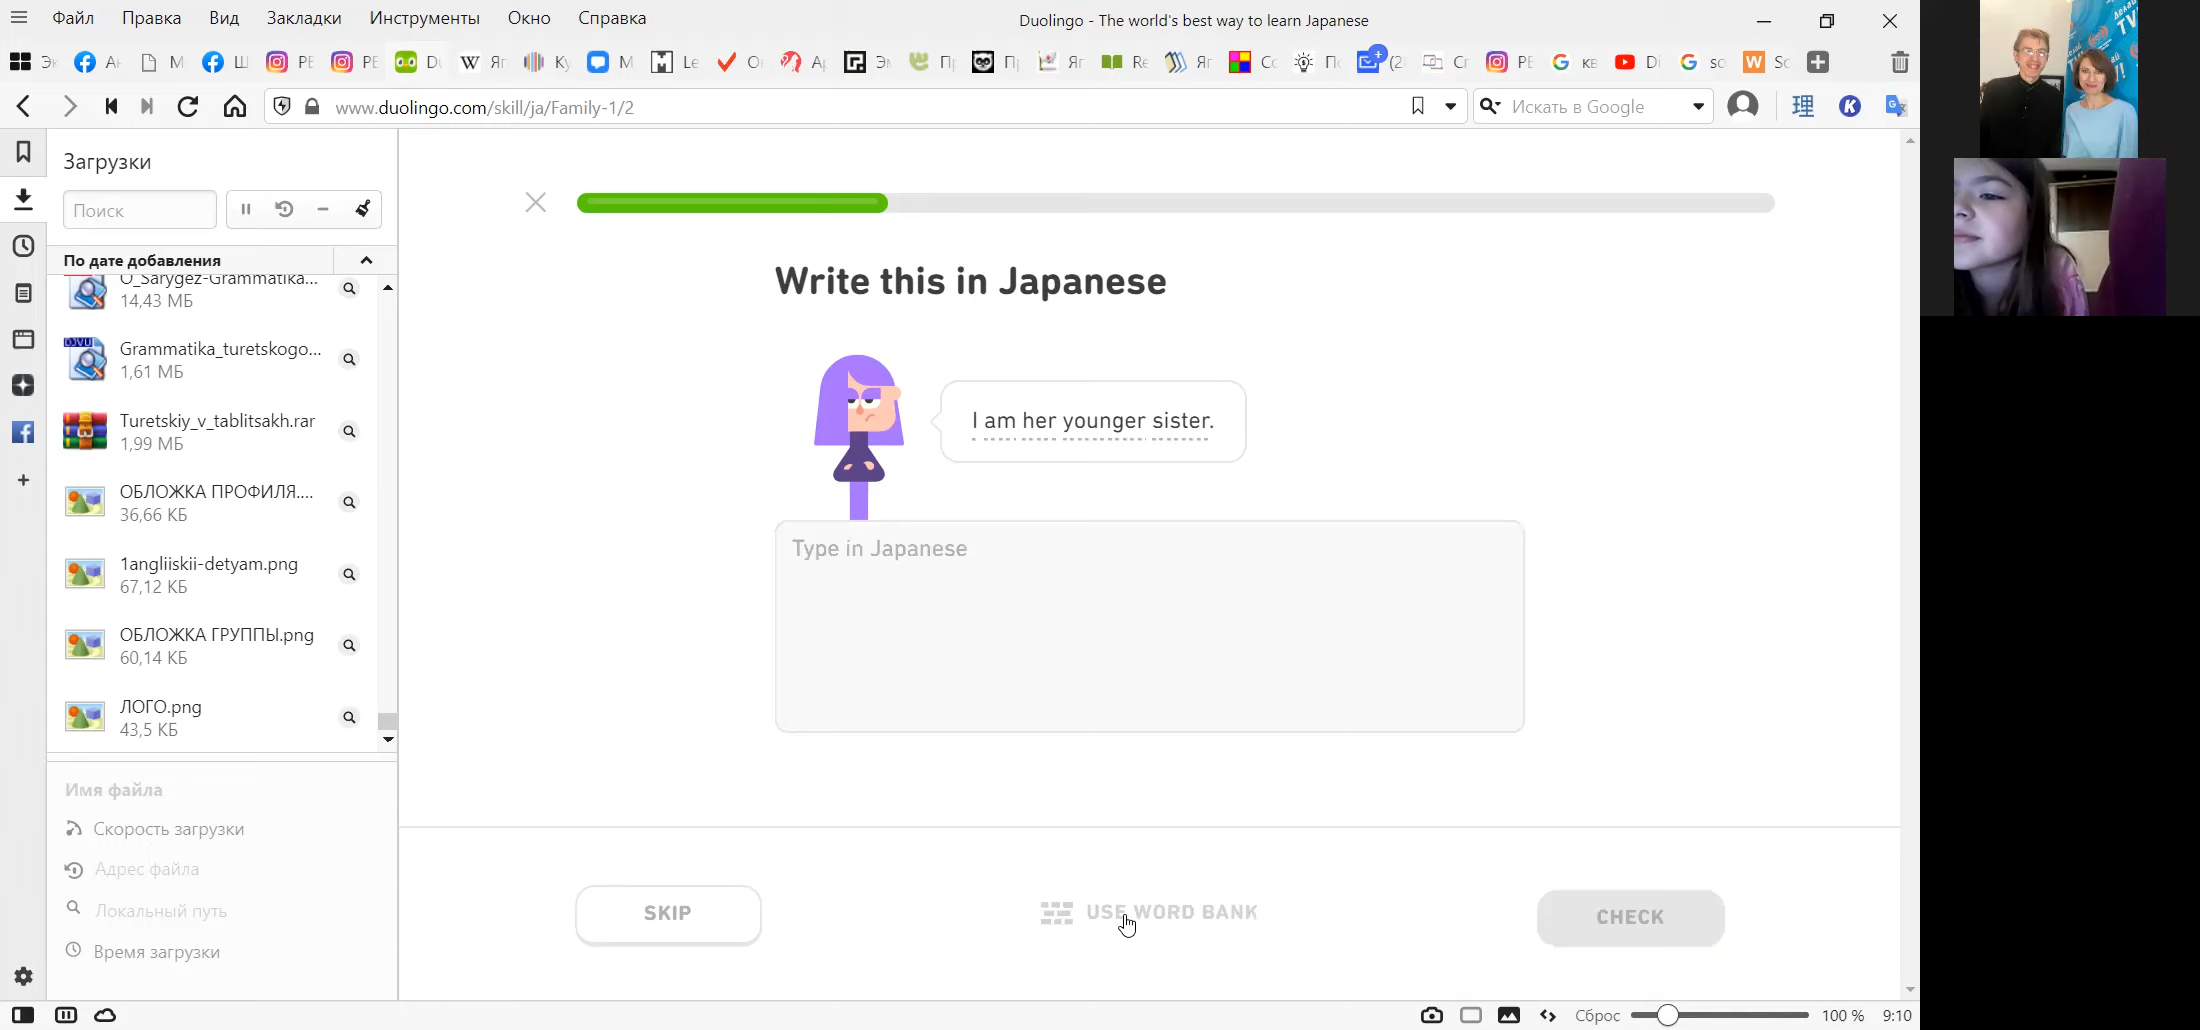 Файл Правка Вид Закладки Инструменты Окно Справка
Duolingo - The world's best way to learn Japanese
www.duolingo.com/skill/ja/Family-1/2
Искать в Google
Загрузки
Поиск
По дате добавления
O_Sarygez-Grammatika...
14,43 МБ
Grammatika_turetskogo...
1,61 МБ
Turetskiy_v_tablitsakh.rar
1,99 МБ
ОБЛОЖКА ПРОФИЛЯ....
36,66 КБ
1angliiskii-detyam.png
67,12 КБ
ОБЛОЖКА ГРУППЫ.png
60,14 КБ
ЛОГО.png
43,5 КБ
Имя файла
Скорость загрузки
Адрес файла
Локальный путь
Время загрузки
Write this in Japanese
I am her younger sister.
Type in Japanese
SKIP
USE WORD BANK
CHECK
Сброс
100 %
9:10